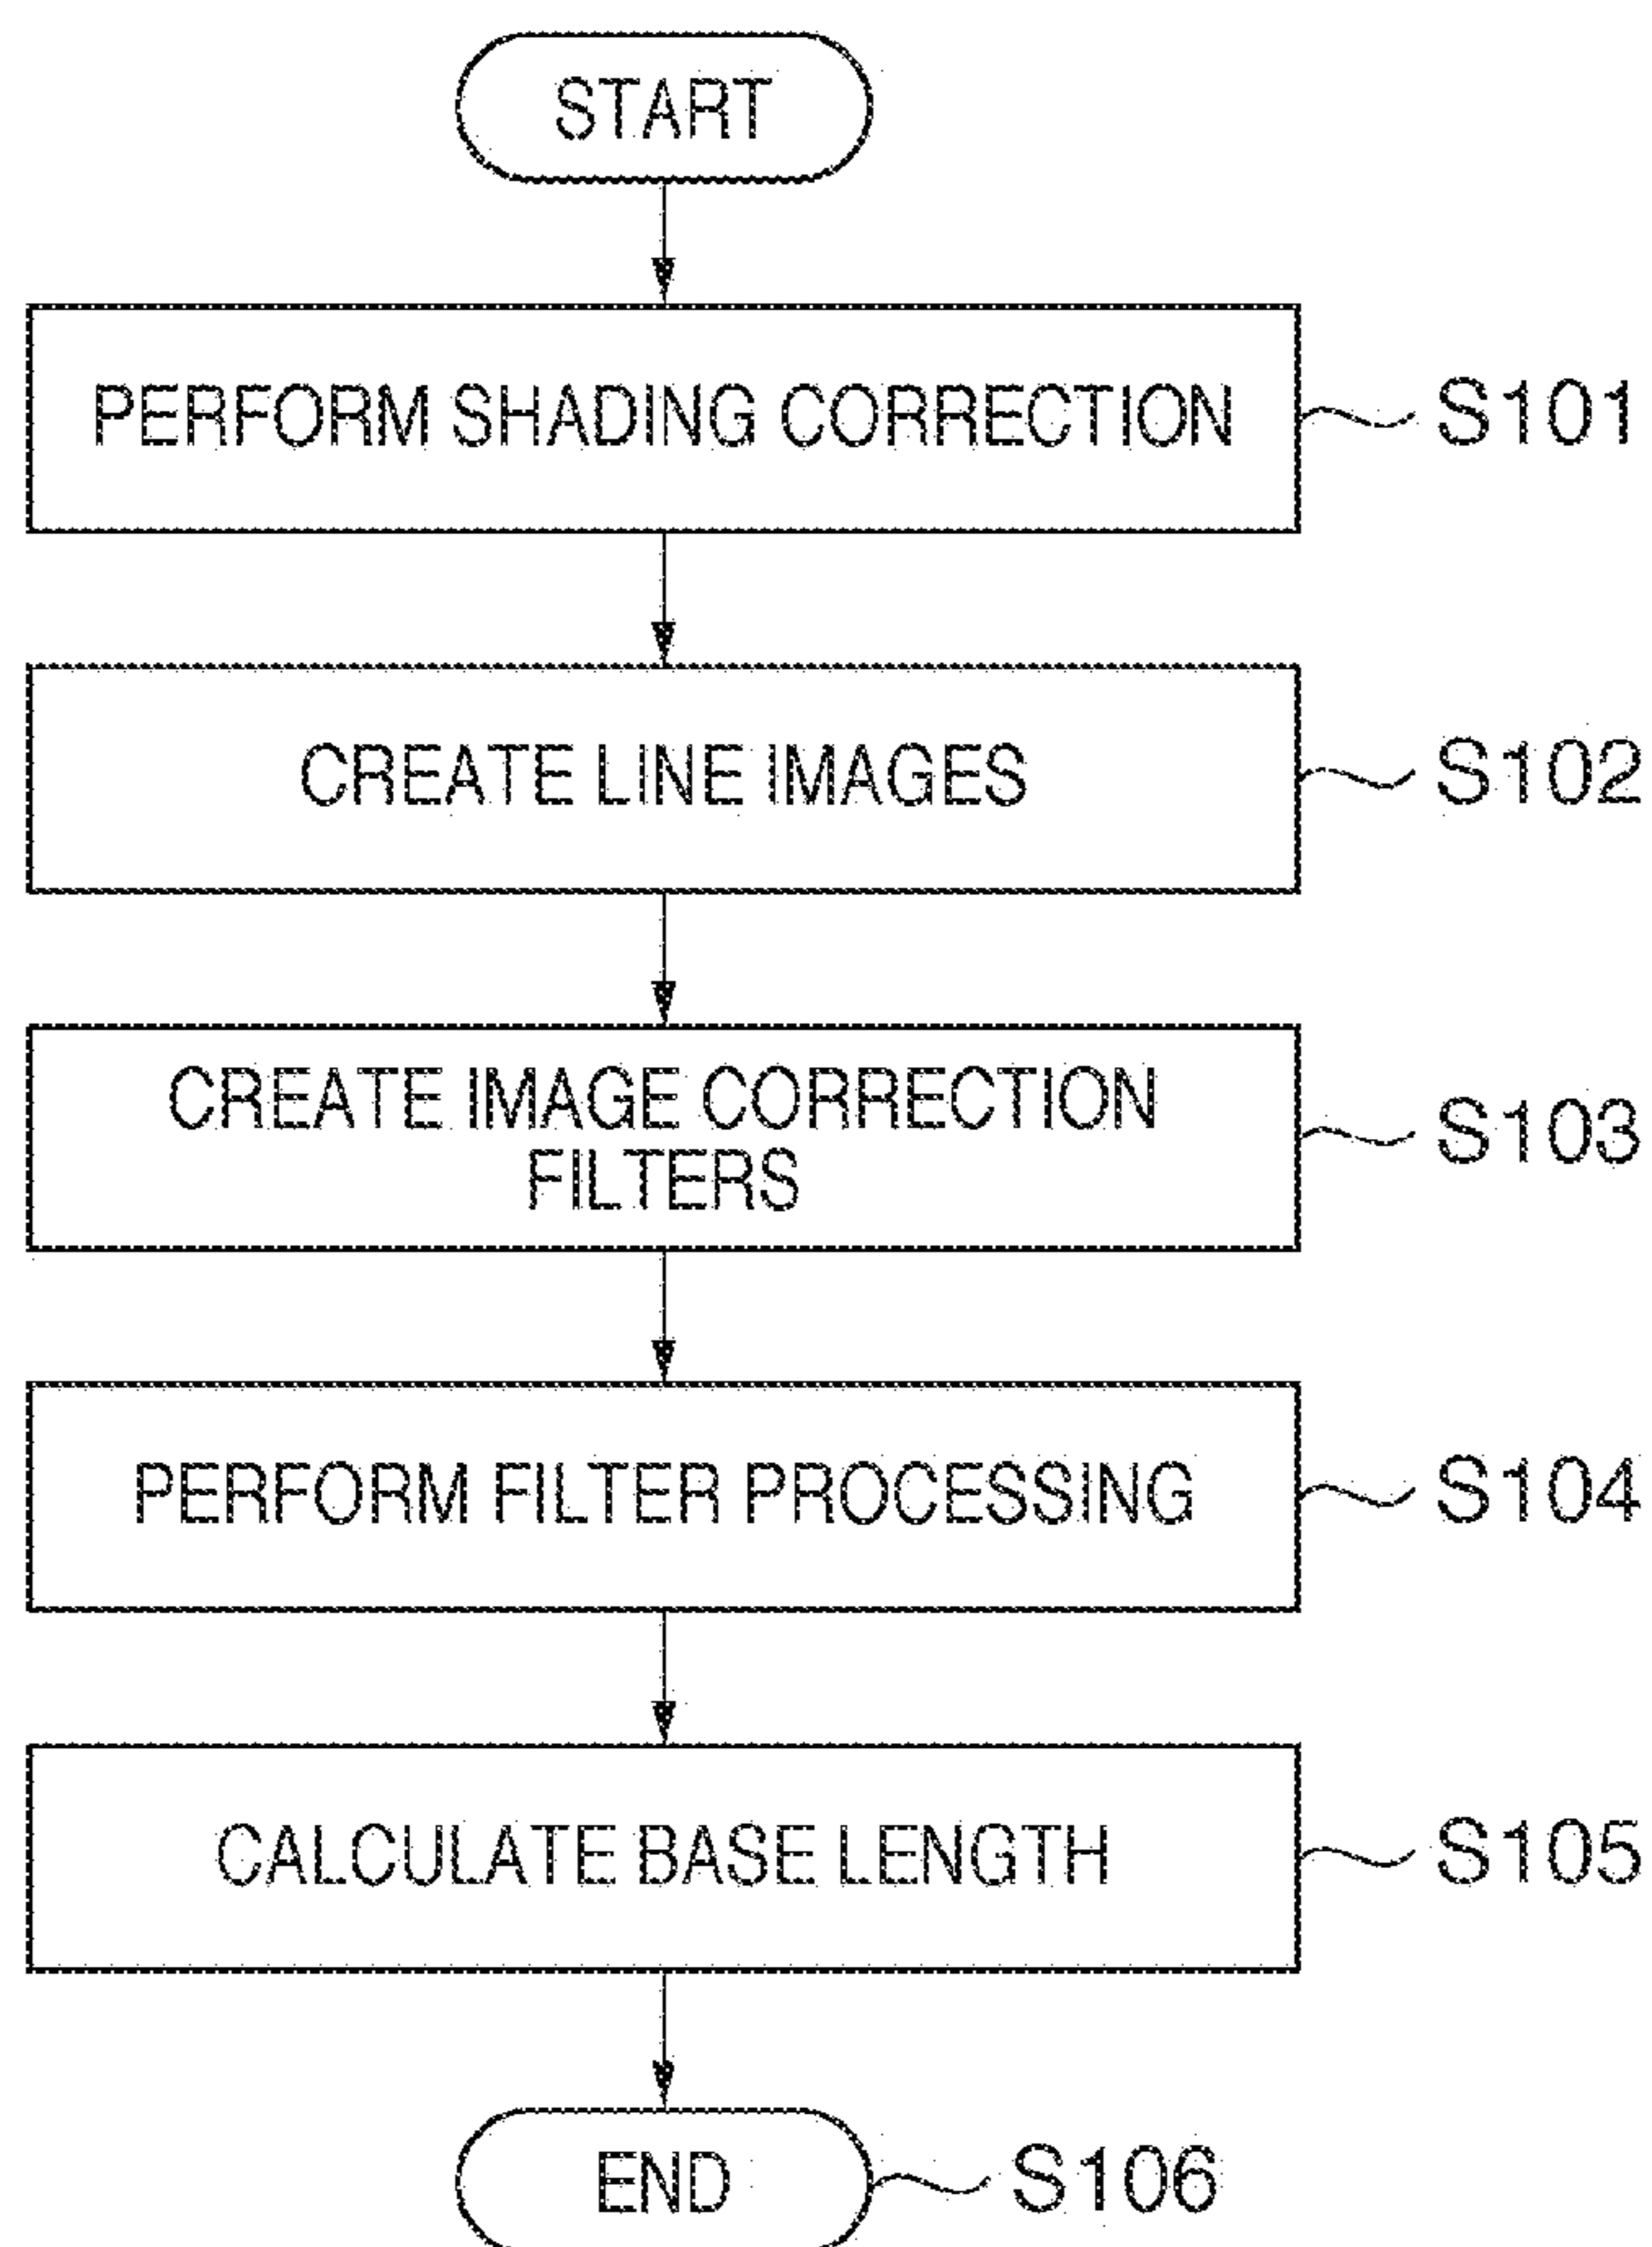 START
PERFORM SHADING CORRECTION
S101
CREATE LINE IMAGES
S102
CREATE IMAGE CORRECTION
FILTERS
S103
PERFORM FILTER PROCESSING
S104
CALCULATE BASE LENGTH
S105
END
S106